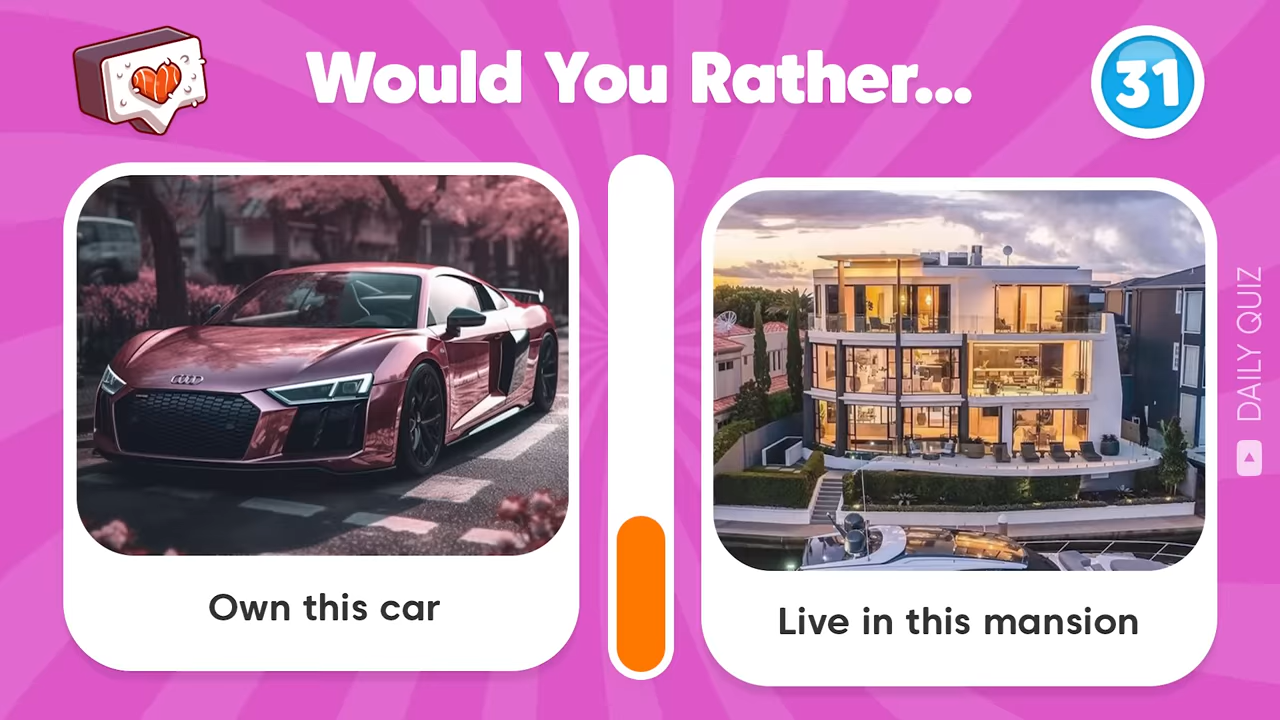 Would You Rather...
31
Own this car
Live in this mansion
DAILY QUIZ